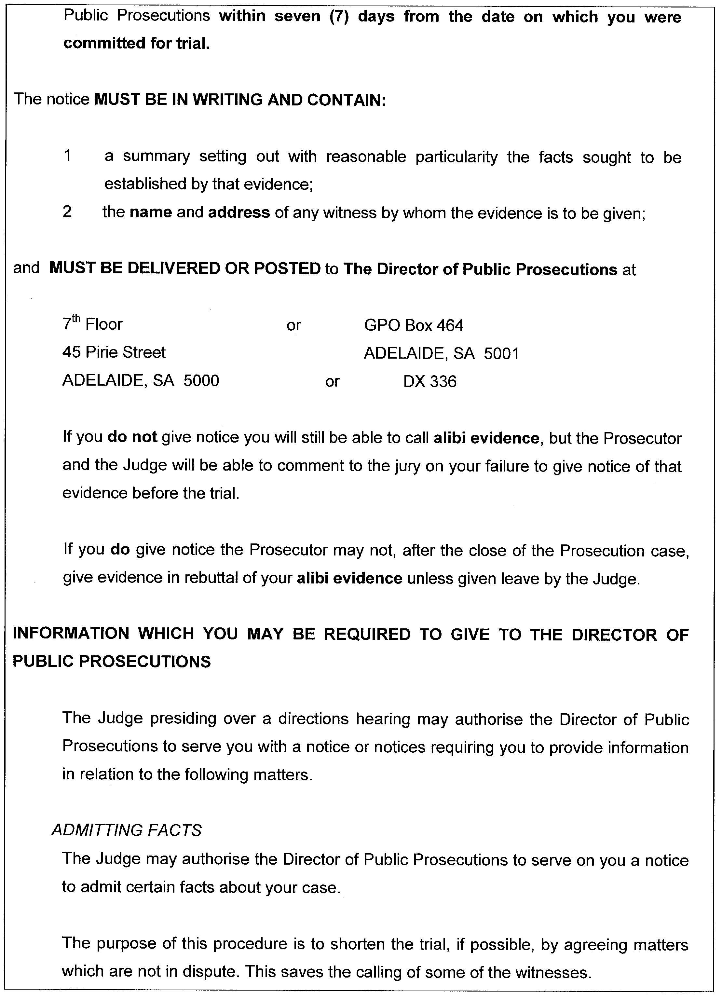 Public Prosecutions within seven (7) days from the date on which you were
committed for trial.
The notice MUST BE IN WRITING AND CONTAIN:
1 a summary setting out with reasonable particularity the facts sought to be
established by that evidence;
2 the name and address of any witness by whom the evidence is to be given;
and MUST BE DELIVERED OR POSTED to The Director of Public Prosecutions at
7th Floor or GPO Box 464
45 Pirie Street ADELAIDE, SA 5001
ADELAIDE, SA 5000 or DX 336
If you do not give notice you will still be able to call alibi evidence, but the Prosecutor
and the Judge will be able to comment to the jury on your failure to give notice of that
evidence before the trial.
If you do give notice the Prosecutor may not, after the close of the Prosecution case,
give evidence in rebuttal of your alibi evidence unless given leave by the Judge.
INFORMATION WHICH YOU MAY BE REQUIRED TO GIVE TO THE DIRECTOR OF
PUBLIC PROSECUTIONS
The Judge presiding over a directions hearing may authorise the Director of Public
Prosecutions to serve you with a notice or notices requiring you to provide information
in relation to the following matters.
ADMITTING FACTS
The Judge may authorise the Director of Public Prosecutions to serve on you a notice
to admit certain facts about your case.
The purpose of this procedure is to shorten the trial, if possible, by agreeing matters
which are not in dispute. This saves the calling of some of the witnesses.